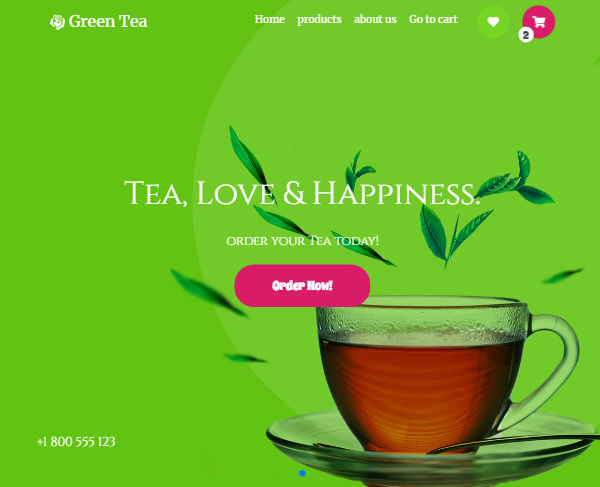 Green Tea
Home products about us Go to cart
2
Tea, Love & Happiness.
order your Tea today!
Order Now!
+1 800 555 123